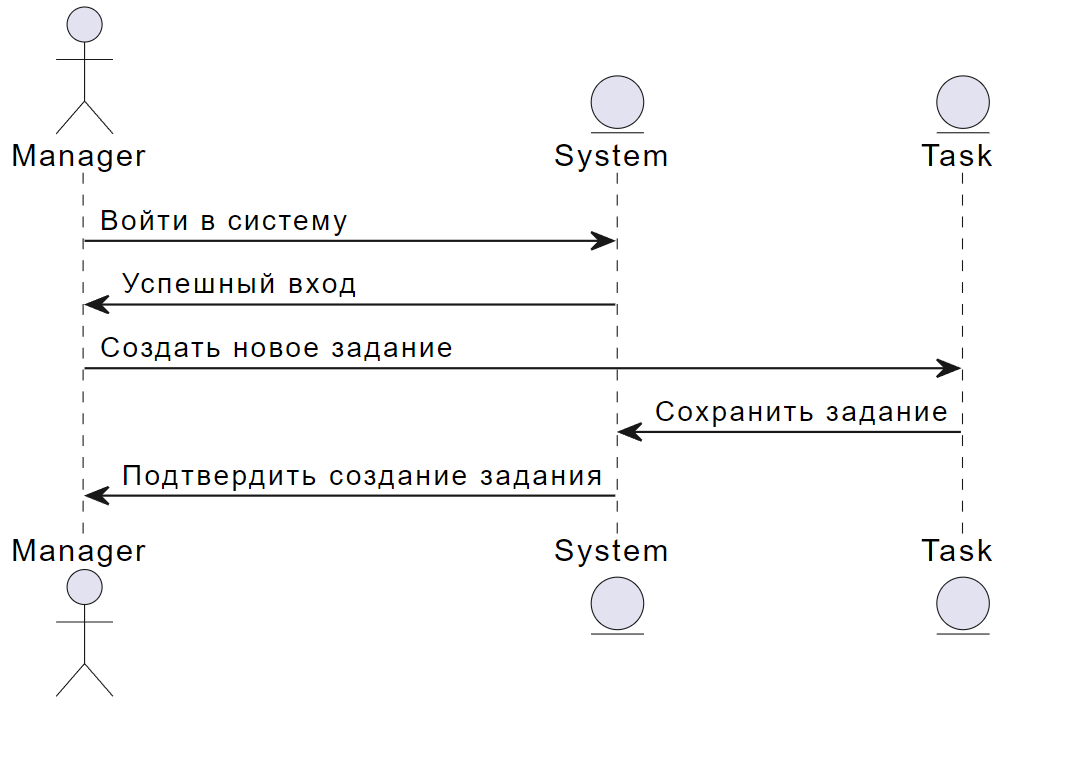 Manager
System
Task
Войти в систему
Успешный вход
Создать новое задание
Сохранить задание
Подтвердить создание задания
Manager
System
Task